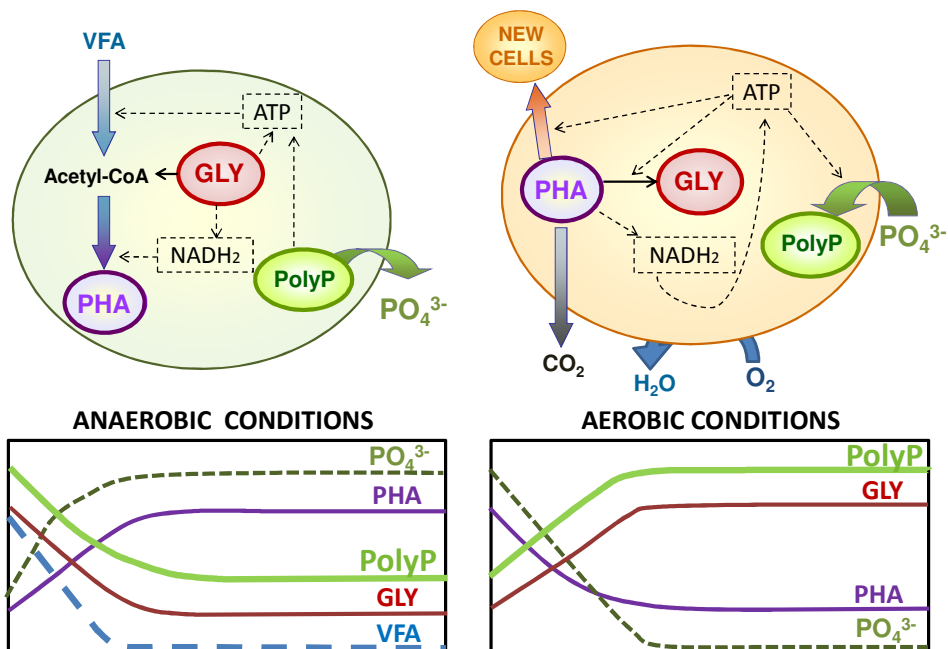 VFA
ATP
Acetyl-CoA
GLY
NADH₂
PHA
PolyP
PO₄³⁻
NEW
CELLS
ATP
PHA
GLY
PolyP
PO₄³⁻
NADH₂
CO₂
H₂O
O₂
ANAEROBIC CONDITIONS
PO₄³⁻
PHA
PolyP
GLY
VFA
AEROBIC CONDITIONS
PolyP
GLY
PHA
PO₄³⁻